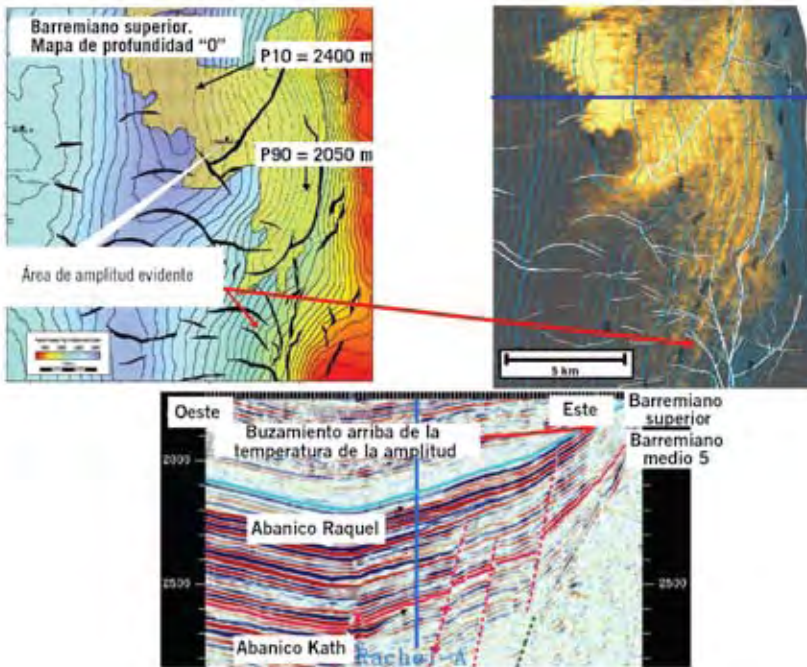 Barremiano superior.
Mapa de profundidad “0”
P10 = 2400 m
P90 = 2050 m
Área de amplitud evidente
5 km
Oeste
Este
Barremiano
superior
Buzamiento arriba de la
temperatura de la amplitud
Barremiano
medio 5
2000
Abanico Raquel
2500
2500
Abanico Kath
Rachel-A